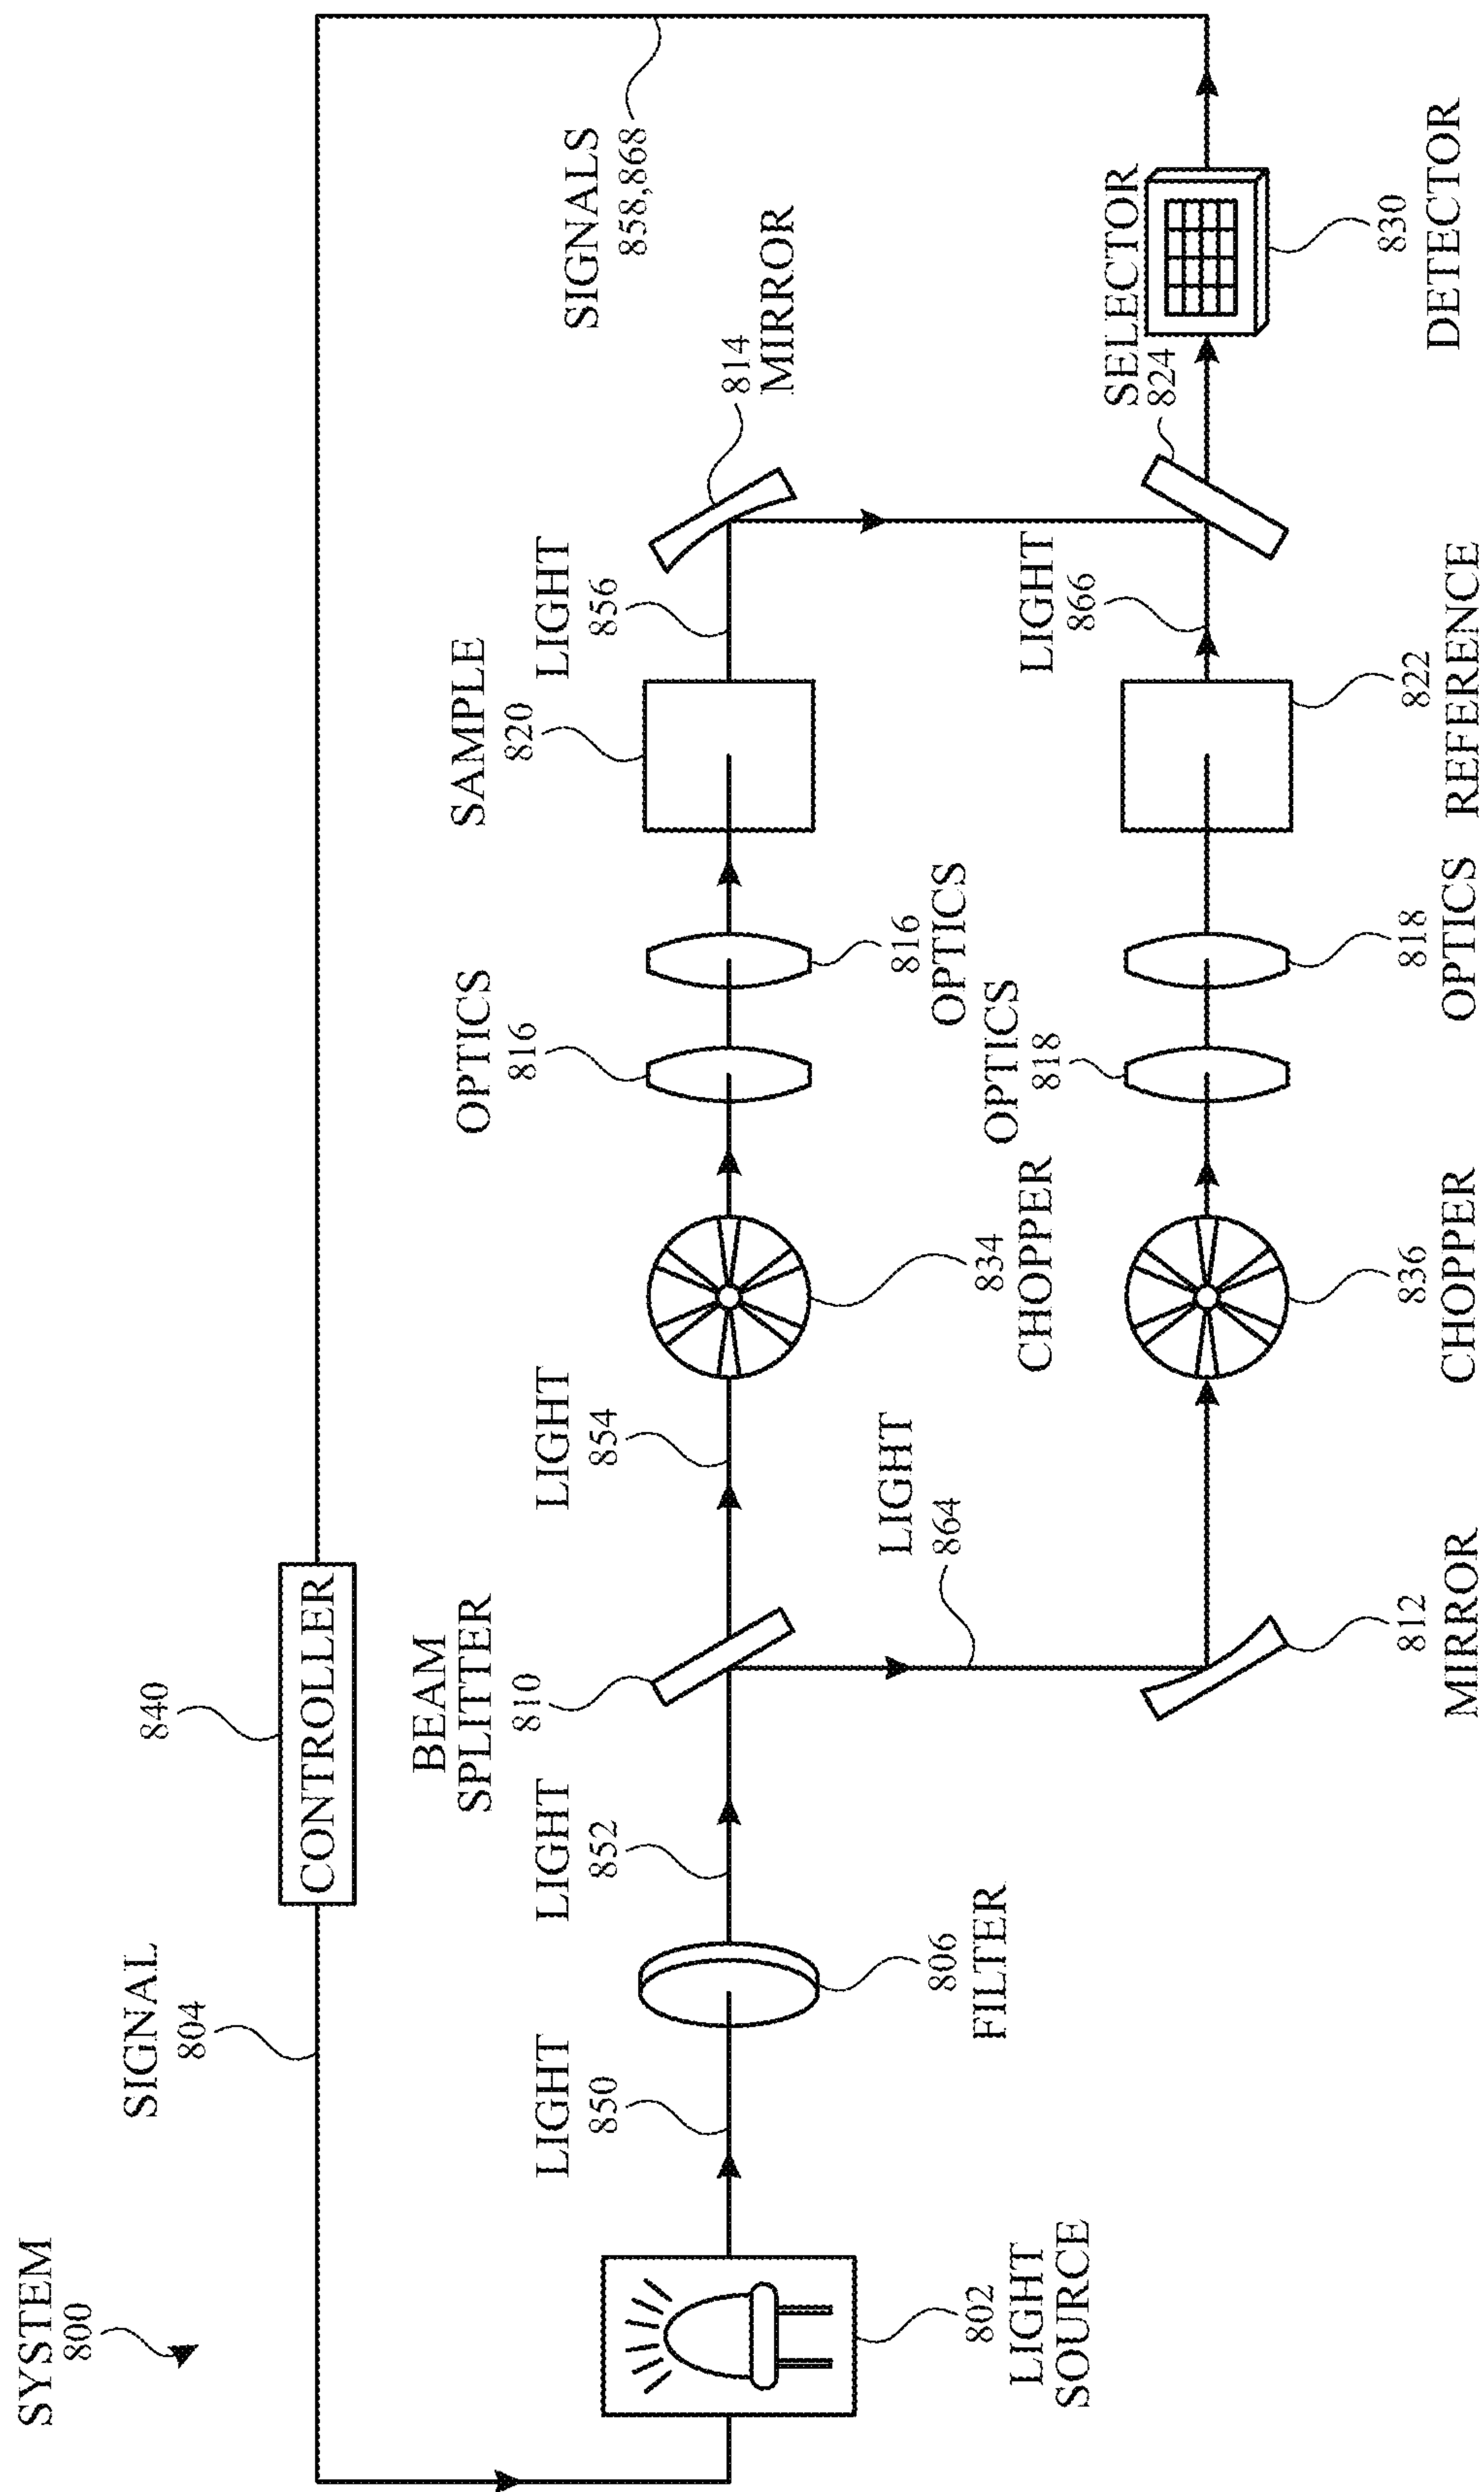 SYSTEM
800
SIGNAL
804
840
CONTROLLER
SIGNALS
858,868
LIGHT
SOURCE
802
LIGHT
850
FILTER
806
LIGHT
852
BEAM
SPLITTER
810
LIGHT
854
834
CHOPPER
OPTICS
816
816
OPTICS
SAMPLE
820
LIGHT
856
814
MIRROR
LIGHT
864
812
MIRROR
836
CHOPPER
OPTICS
818
818
OPTICS
822
REFERENCE
LIGHT
866
SELECTOR
824
830
DETECTOR